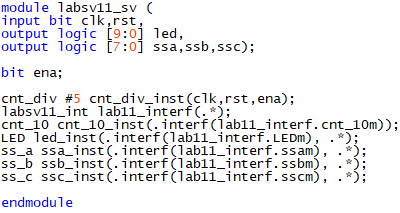 module labsv11_sv (
input bit clk,rst,
output logic [9:0] led,
output logic [7:0] ssa,ssb,ssc);
bit ena;
cnt_div #5 cnt_div_inst(clk,rst,ena);
labsv11_int lab11_interf(.*);
cnt_10 cnt_10_inst(.interf(lab11_interf.cnt_10m));
LED led_inst(.interf(lab11_interf.LEDm), .*);
ss_a ssa_inst(.interf(lab11_interf.ssam), .*);
ss_b ssb_inst(.interf(lab11_interf.ssbm), .*);
ss_c ssc_inst(.interf(lab11_interf.sscm), .*);
endmodule